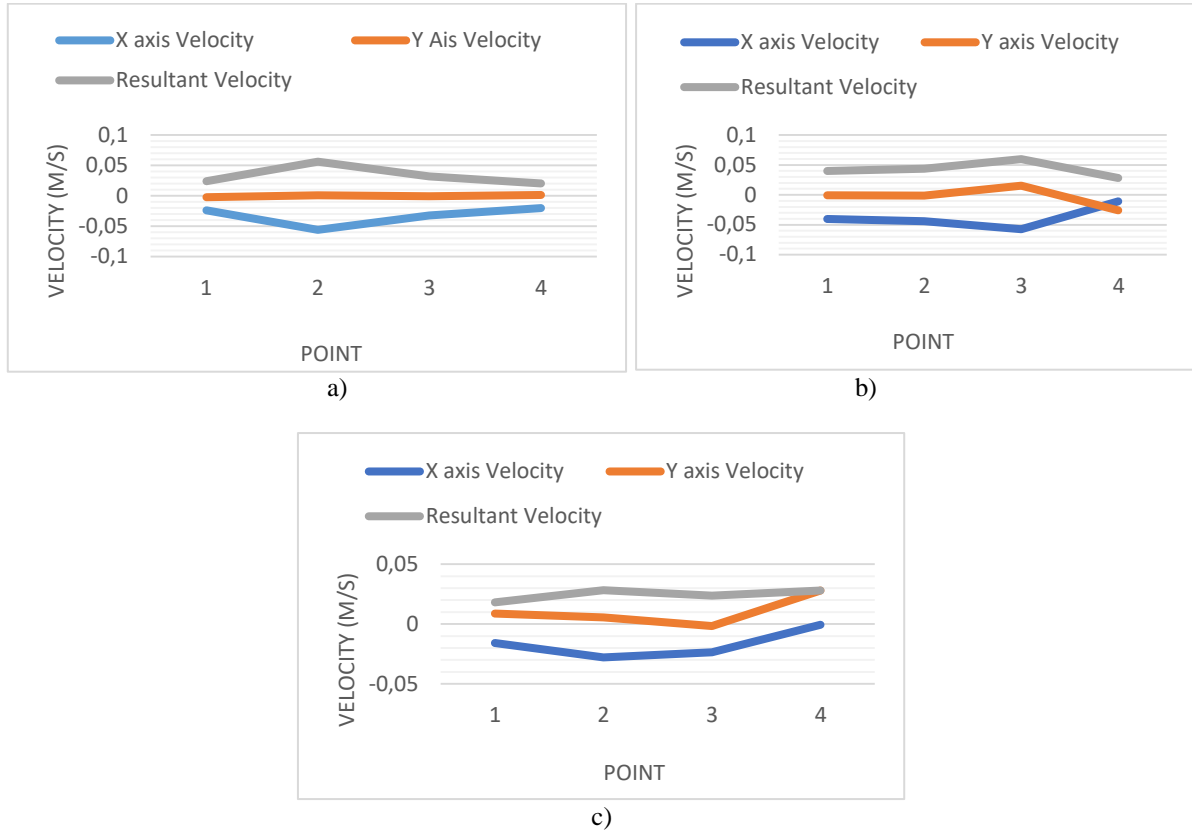 X axis Velocity Y Ais Velocity
Resultant Velocity
0,1
0,05
0
-0,05
-0,1
VELOCITY (M/S)
1 2 3 4
POINT
a)
X axis Velocity Y axis Velocity
Resultant Velocity
0,1
0,05
0
-0,05
-0,1
VELOCITY (M/S)
1 2 3 4
POINT
b)
X axis Velocity Y axis Velocity
Resultant Velocity
0,05
0
-0,05
VELOCITY (M/S)
1 2 3 4
POINT
c)